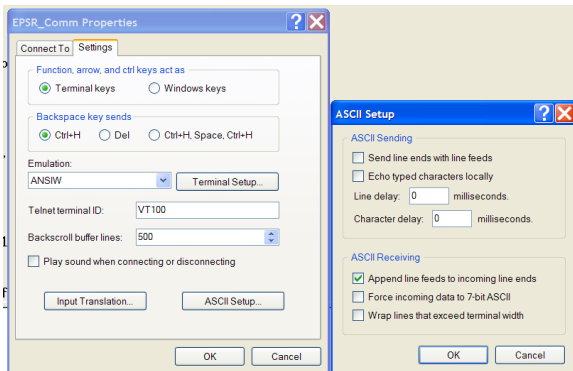 EPSR_Comm Properties
Connect To Settings
Function, arrow, and ctrl keys act as
Terminal keys Windows keys
Backspace key sends
Ctrl+H Del Ctrl+H, Space, Ctrl+H
Emulation:
ANSIW Terminal Setup...
Telnet terminal ID: VT100
Backscroll buffer lines: 500
Play sound when connecting or disconnecting
Input Translation... ASCII Setup...
OK Cancel
ASCII Setup
ASCII Sending
Send line ends with line feeds
Echo typed characters locally
Line delay: 0 milliseconds.
Character delay: 0 milliseconds.
ASCII Receiving
Append line feeds to incoming line ends
Force incoming data to 7-bit ASCII
Wrap lines that exceed terminal width
OK Cancel